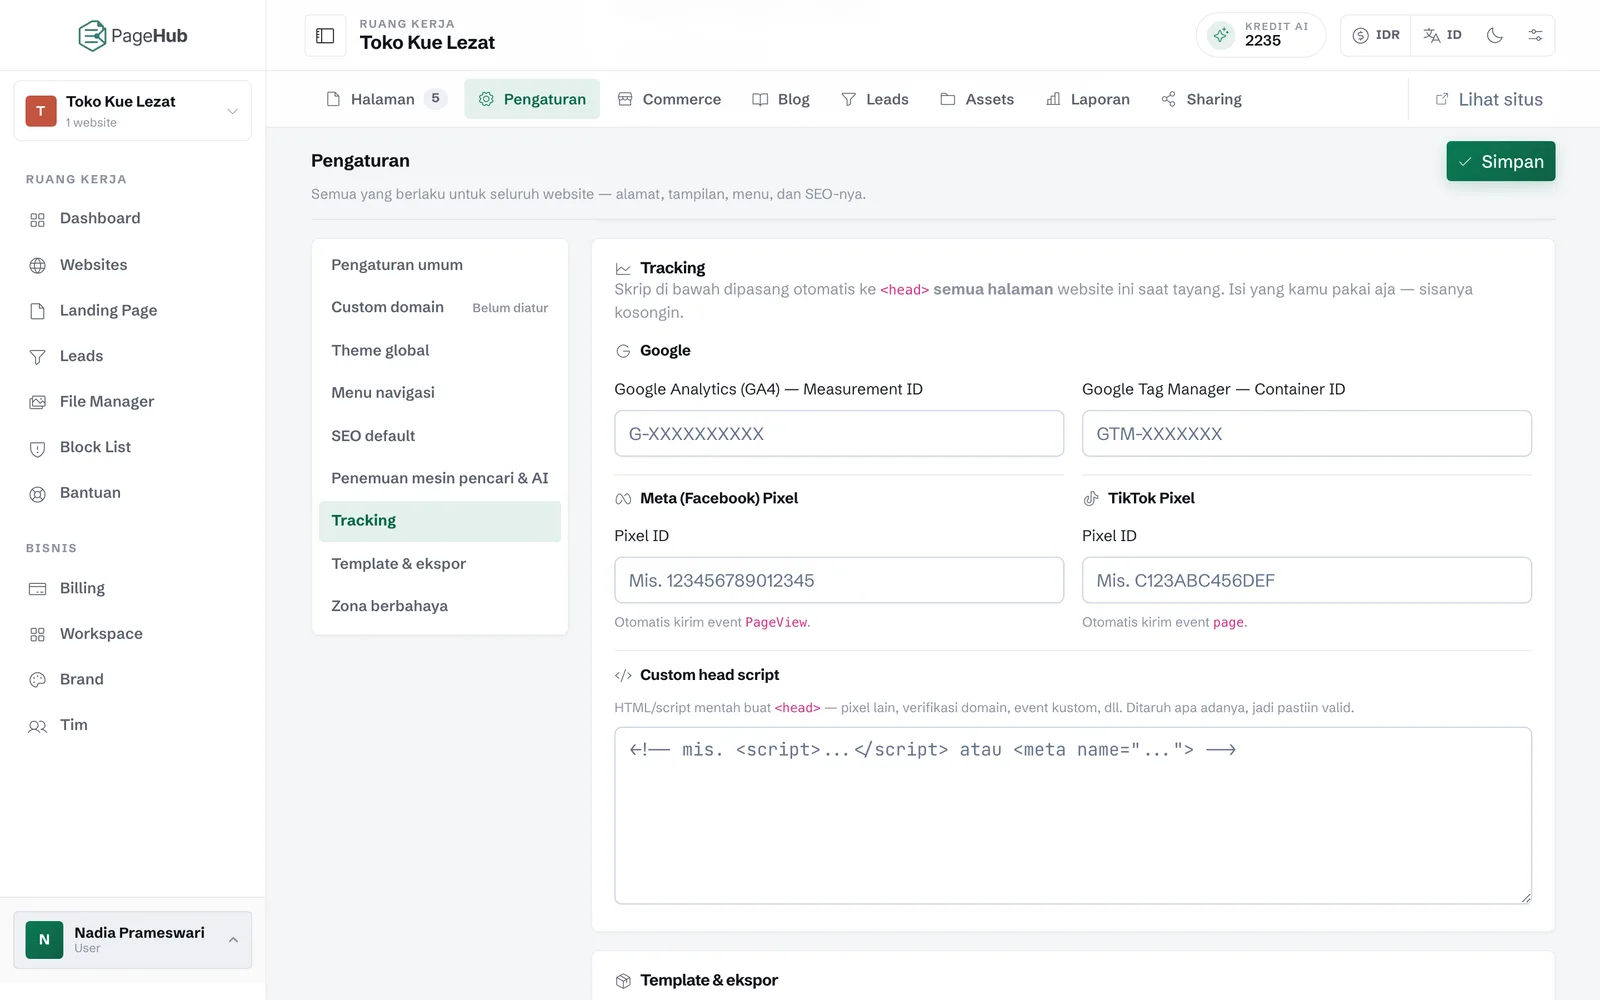 PageHub
RUANG KERJA
Toko Kue Lezat
KREDIT AI
2235
IDR
ID
T
Toko Kue Lezat
1 website
Halaman 5
Pengaturan
Commerce
Blog
Leads
Assets
Laporan
Sharing
Lihat situs
RUANG KERJA
Dashboard
Websites
Landing Page
Leads
File Manager
Block List
Bantuan
BISNIS
Billing
Workspace
Brand
Tim
N
Nadia Prameswari
User
Pengaturan
Semua yang berlaku untuk seluruh website — alamat, tampilan, menu, dan SEO-nya.
Simpan
Pengaturan umum
Custom domain Belum diatur
Theme global
Menu navigasi
SEO default
Penemuan mesin pencari & AI
Tracking
Template & ekspor
Zona berbahaya
Tracking
Skrip di bawah dipasang otomatis ke <head> semua halaman website ini saat tayang. Isi yang kamu pakai aja — sisanya
kosongin.
Google
Google Analytics (GA4) — Measurement ID
G-XXXXXXXXXX
Google Tag Manager — Container ID
GTM-XXXXXXX
Meta (Facebook) Pixel
Pixel ID
Mis. 123456789012345
Otomatis kirim event PageView.
TikTok Pixel
Pixel ID
Mis. C123ABC456DEF
Otomatis kirim event page.
</> Custom head script
HTML/script mentah buat <head> — pixel lain, verifikasi domain, event kustom, dll. Ditaruh apa adanya, jadi pastiin valid.
<!-- mis. <script>...</script> atau <meta name="..."> -->
Template & ekspor